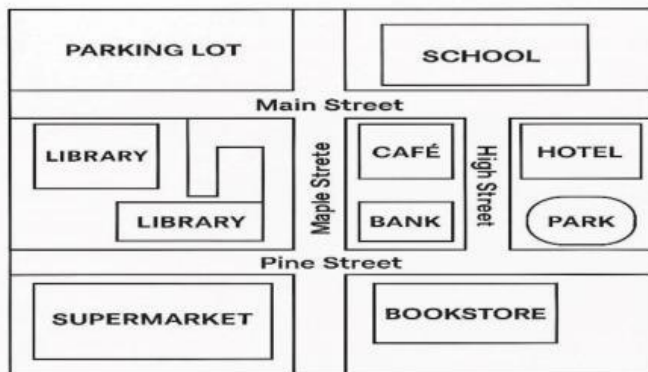 PARKING LOT
SCHOOL
Main Street
LIBRARY
Maple Strete
CAFÉ
High Street
HOTEL
LIBRARY
BANK
PARK
Pine Street
SUPERMARKET
BOOKSTORE